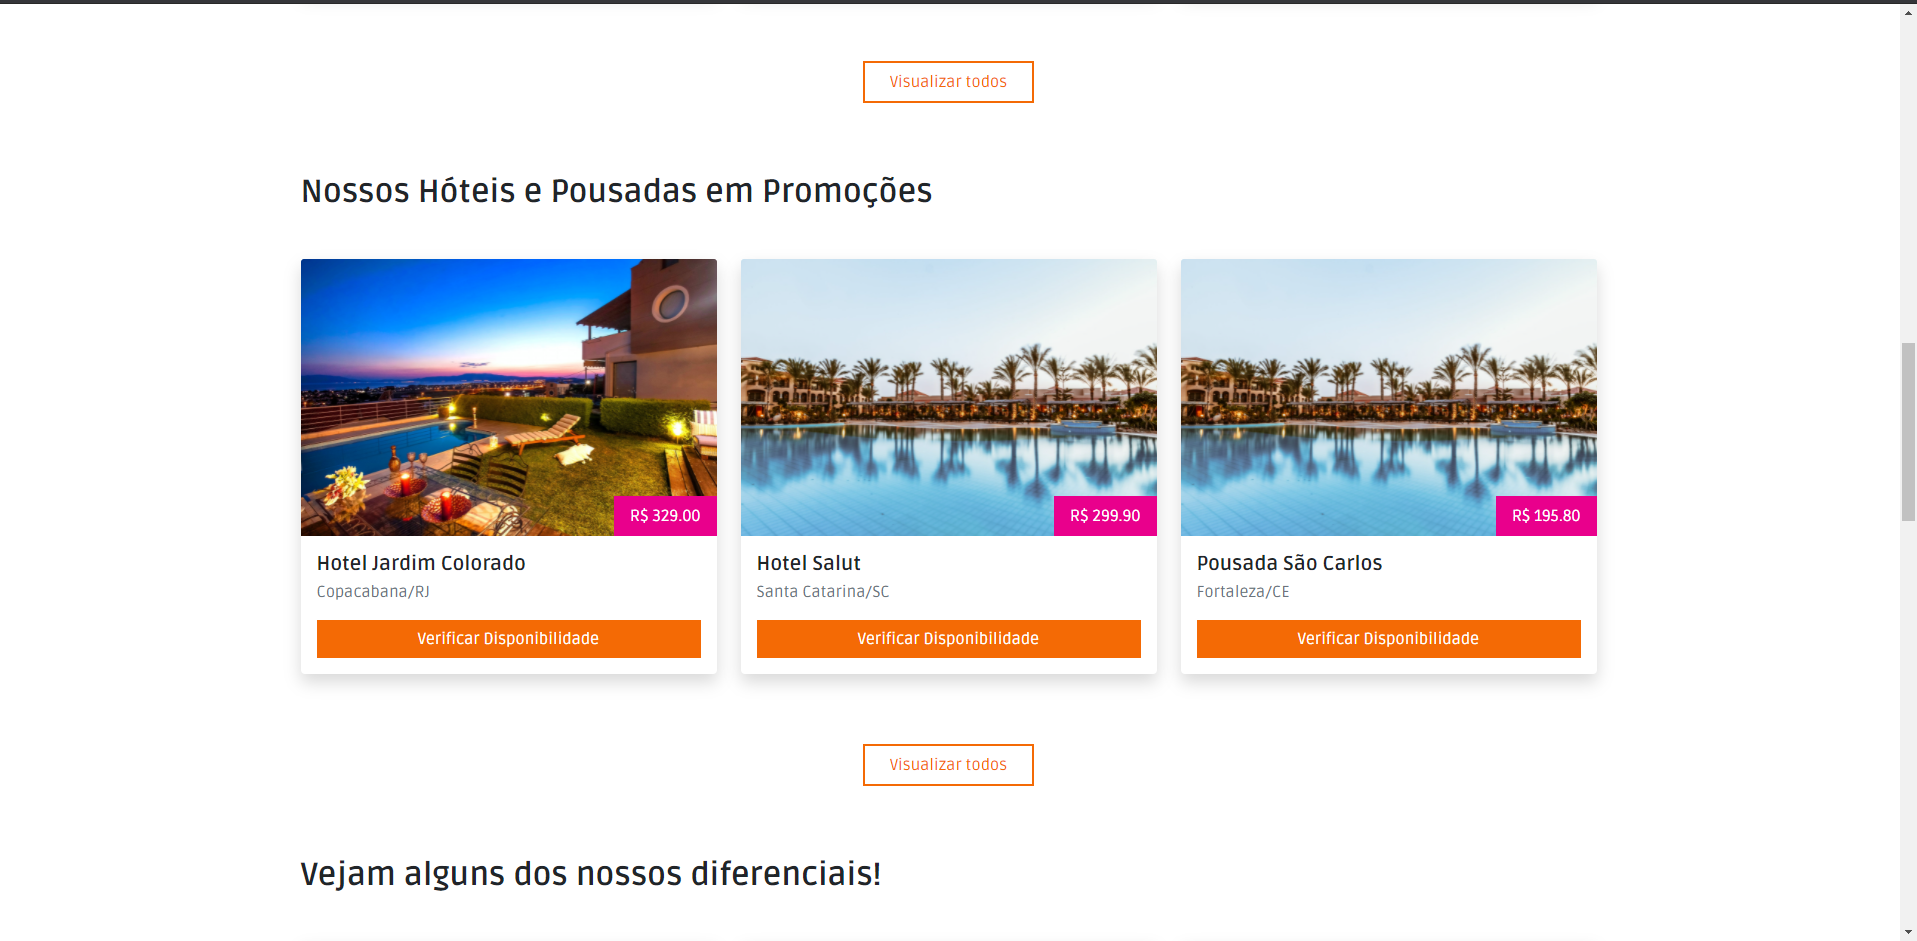 Visualizar todos
Nossos Hóteis e Pousadas em Promoções
R$ 329.00
Hotel Jardim Colorado
Copacabana/RJ
Verificar Disponibilidade
R$ 299.90
Hotel Salut
Santa Catarina/SC
Verificar Disponibilidade
R$ 195.80
Pousada São Carlos
Fortaleza/CE
Verificar Disponibilidade
Visualizar todos
Vejam alguns dos nossos diferenciais!